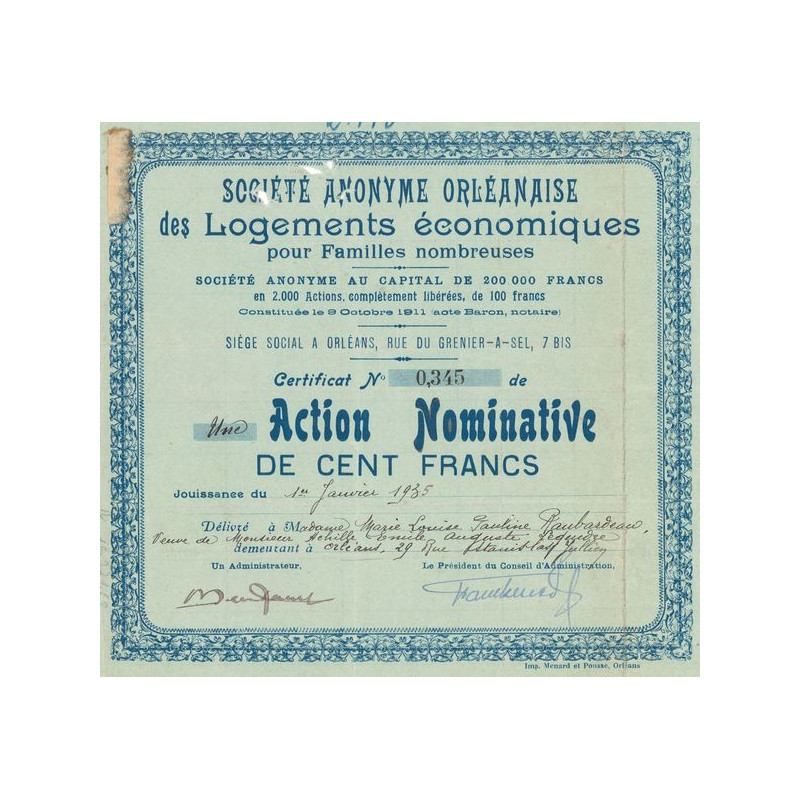 SOCIÉTÉ ANONYME ORLÉANAISE
des Logements économiques
pour Familles nombreuses
SOCIÉTÉ ANONYME AU CAPITAL DE 200 000 FRANCS
en 2.000 Actions, complètement libérées, de 100 francs
Constituée le 9 Octobre 1911 (acte Baron, notaire)
SIÈGE SOCIAL A ORLÉANS, RUE DU GRENIER-A-SEL, 7 BIS
Certificat No 0,345 de
Une Action Nominative
DE CENT FRANCS
Jouissance du 1er Janvier 1935
Délivré à Madame Marie Louise Pauline
Veuve de Monsieur Achille Emile Auguste
demeurant à Orléans, 29 Rue Stanislas Jullien
Un Administrateur, Le Président du Conseil d'Administration,
Imp. Menard et Pousse, Orléans